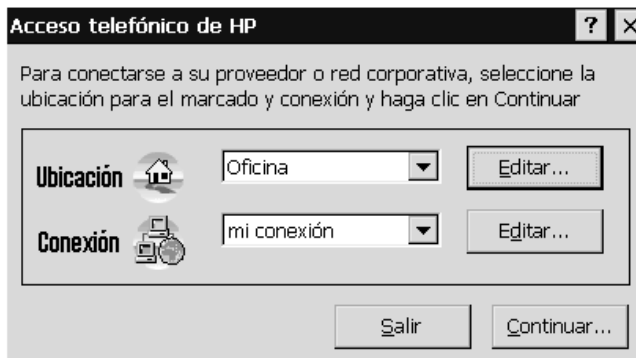 Acceso telefónico de HP
Para conectarse a su proveedor o red corporativa, seleccione la
ubicación para el marcado y conexión y haga clic en Continuar
Ubicación Oficina Editar...
Conexión mi conexión Editar...
Salir Continuar...